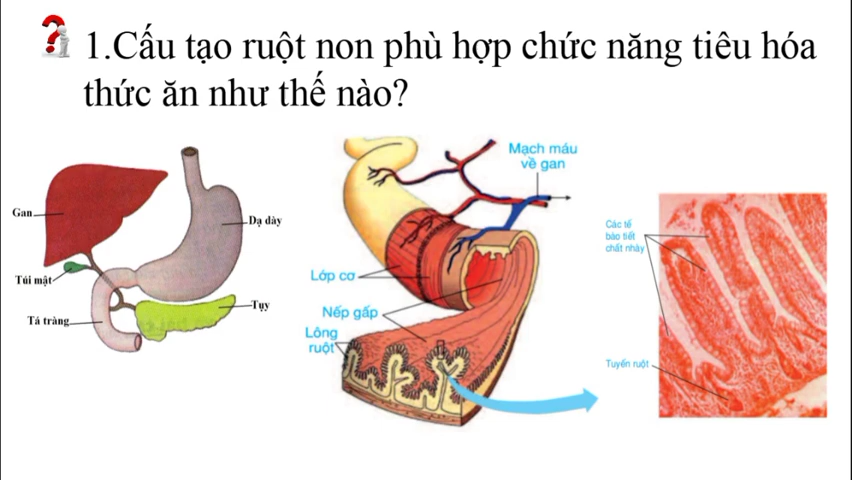 1.Cấu tạo ruột non phù hợp chức năng tiêu hóa
thức ăn như thế nào?
Gan
Túi mật
Tá tràng
Dạ dày
Tụy
Mạch máu
về gan
Lớp cơ
Nếp gấp
Lông
ruột
Các tế
bào tiết
chất nhày
Tuyến ruột